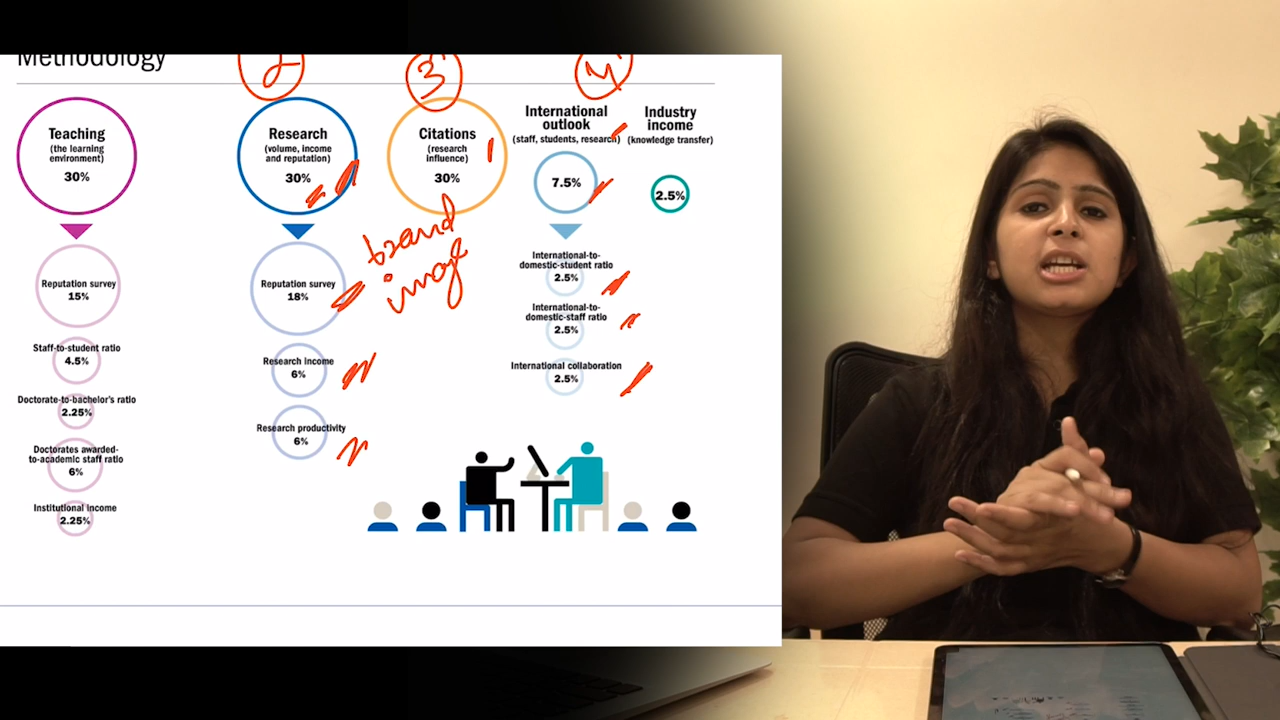 Methodology
2
3
4
Teaching
(the learning
environment)
30%
Research
(volume, income
and reputation)
30%
Citations
(research
influence)
30%
International
outlook
(staff, students, research)
7.5%
Industry
income
(knowledge transfer)
2.5%
Reputation survey
15%
Staff-to-student ratio
4.5%
Doctorate-to-bachelor's ratio
2.25%
Doctorates awarded-
to-academic staff ratio
6%
Institutional income
2.25%
Reputation survey
18%
Research income
6%
Research productivity
6%
brand
image
International-to-
domestic-student ratio
2.5%
International-to-
domestic-staff ratio
2.5%
International collaboration
2.5%